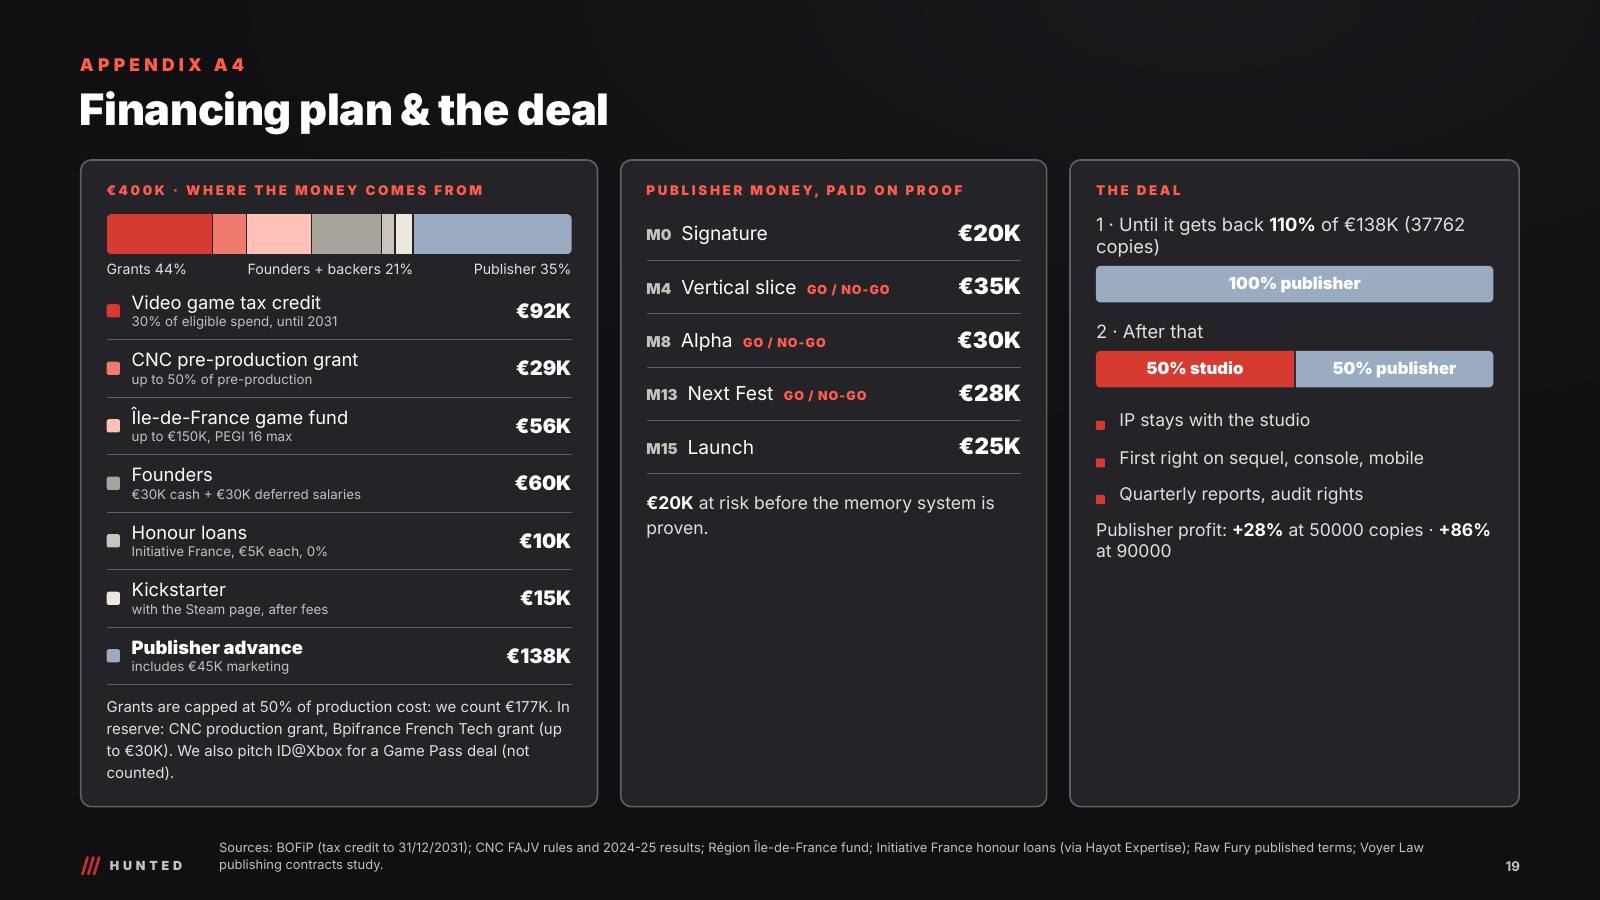 APPENDIX A4
Financing plan & the deal
€400K · WHERE THE MONEY COMES FROM
Grants 44% Founders + backers 21% Publisher 35%
Video game tax credit €92K
30% of eligible spend, until 2031
CNC pre-production grant €29K
up to 50% of pre-production
Île-de-France game fund €56K
up to €150K, PEGI 16 max
Founders €60K
€30K cash + €30K deferred salaries
Honour loans €10K
Initiative France, €5K each, 0%
Kickstarter €15K
with the Steam page, after fees
Publisher advance €138K
includes €45K marketing
Grants are capped at 50% of production cost: we count €177K. In
reserve: CNC production grant, Bpifrance French Tech grant (up
to €30K). We also pitch ID@Xbox for a Game Pass deal (not
counted).
PUBLISHER MONEY, PAID ON PROOF
M0 Signature €20K
M4 Vertical slice GO / NO-GO €35K
M8 Alpha GO / NO-GO €30K
M13 Next Fest GO / NO-GO €28K
M15 Launch €25K
€20K at risk before the memory system is
proven.
THE DEAL
1 · Until it gets back 110% of €138K (37762
copies)
100% publisher
2 · After that
50% studio 50% publisher
IP stays with the studio
First right on sequel, console, mobile
Quarterly reports, audit rights
Publisher profit: +28% at 50000 copies · +86%
at 90000
HUNTED
Sources: BOFiP (tax credit to 31/12/2031); CNC FAJV rules and 2024-25 results; Région Île-de-France fund; Initiative France honour loans (via Hayot Expertise); Raw Fury published terms; Voyer Law
publishing contracts study.
19